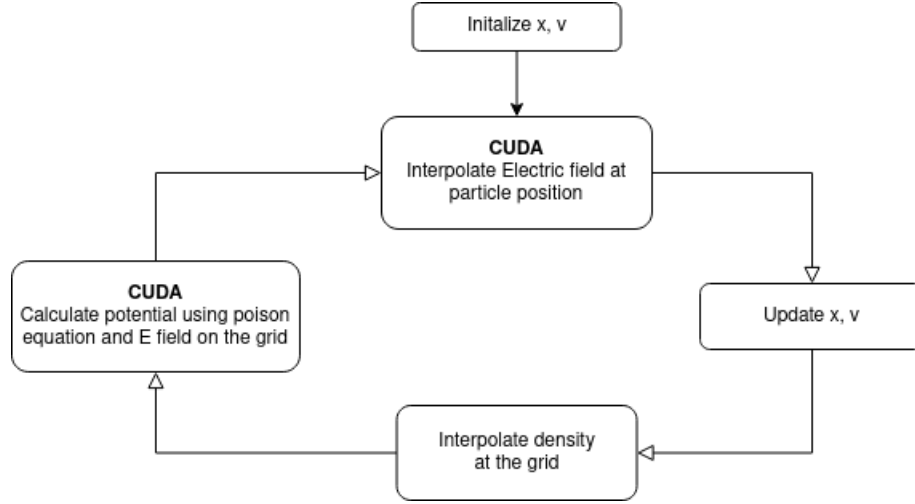 Initalize x, v
CUDA
Interpolate Electric field at
particle position
CUDA
Calculate potential using poison
equation and E field on the grid
Update x, v
Interpolate density
at the grid